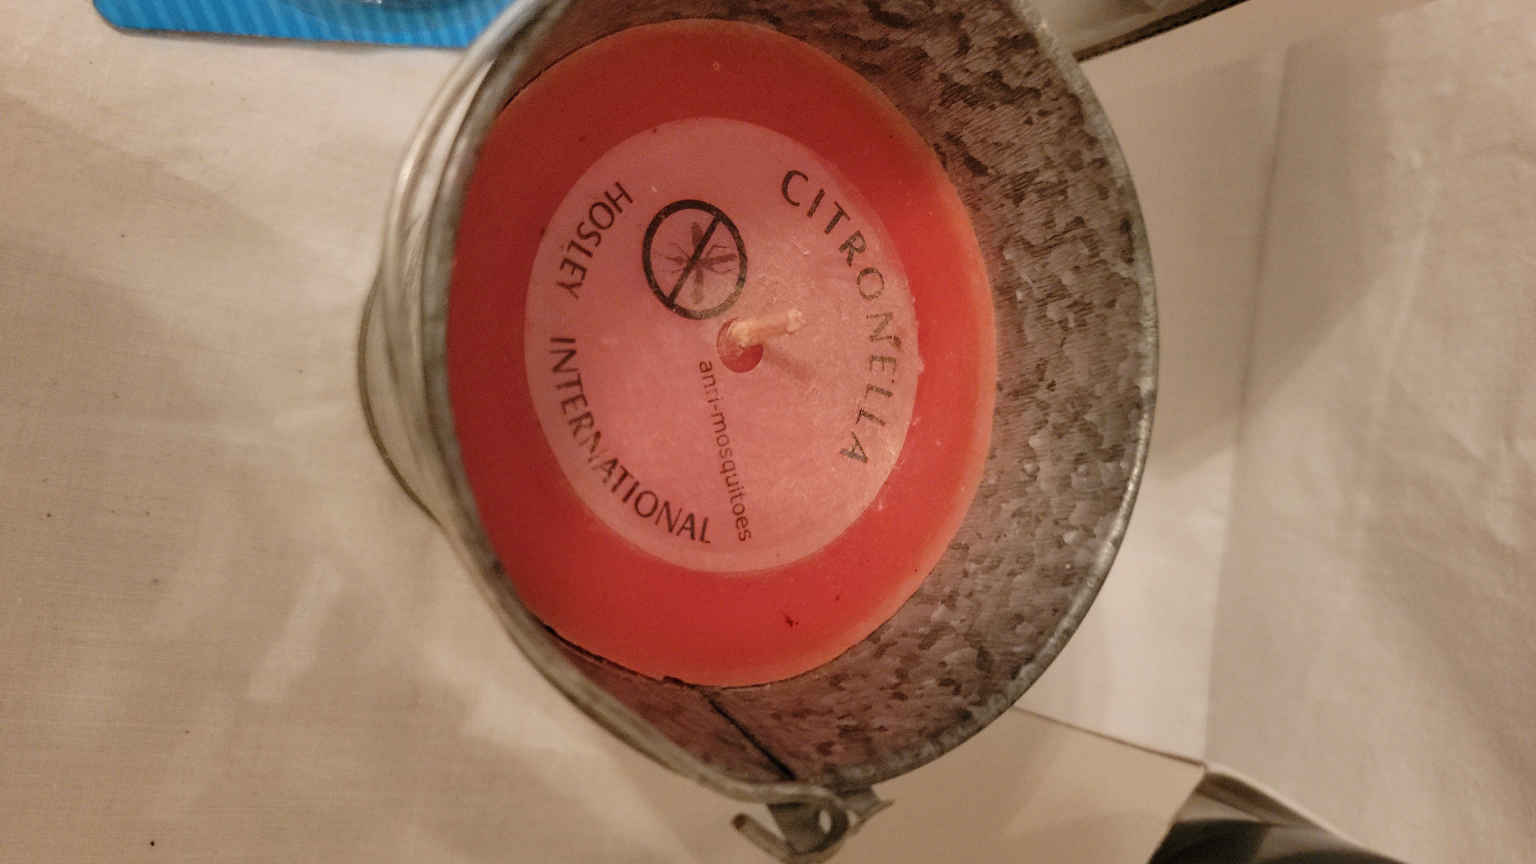 CITRONELLA
anti-mosquitoes
HOSLEY INTERNATIONAL